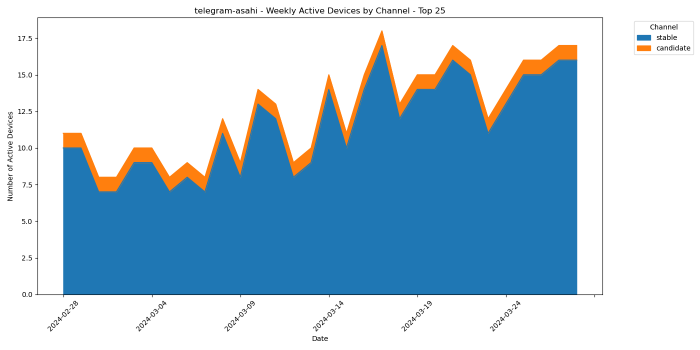 telegram-asahi - Weekly Active Devices by Channel - Top 25
Channel
stable
candidate
Number of Active Devices
17.5
15.0
12.5
10.0
7.5
5.0
2.5
0.0
2024-02-28
2024-03-04
2024-03-09
2024-03-14
2024-03-19
2024-03-24
Date